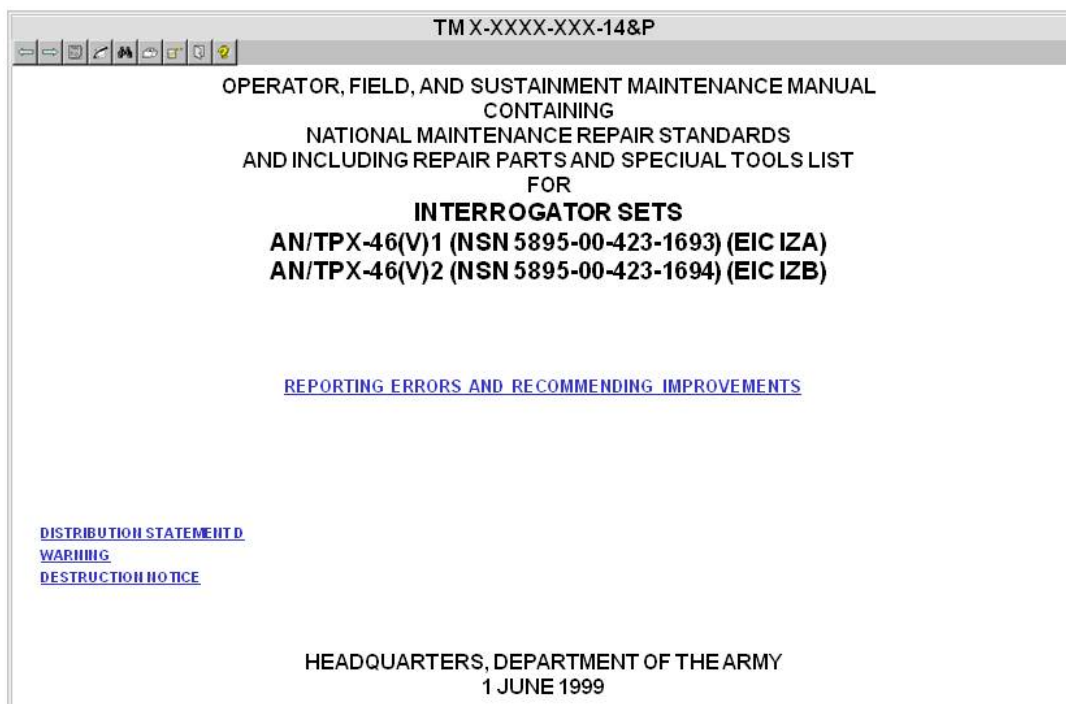 TM X-XXXX-XXX-14&P
OPERATOR, FIELD, AND SUSTAINMENT MAINTENANCE MANUAL
CONTAINING
NATIONAL MAINTENANCE REPAIR STANDARDS
AND INCLUDING REPAIR PARTS AND SPECIUAL TOOLS LIST
FOR
INTERROGATOR SETS
AN/TPX-46(V)1 (NSN 5895-00-423-1693) (EIC IZA)
AN/TPX-46(V)2 (NSN 5895-00-423-1694) (EIC IZB)
REPORTING ERRORS AND RECOMMENDING IMPROVEMENTS
DISTRIBUTION STATEMENT D
WARNING
DESTRUCTION NOTICE
HEADQUARTERS, DEPARTMENT OF THE ARMY
1 JUNE 1999